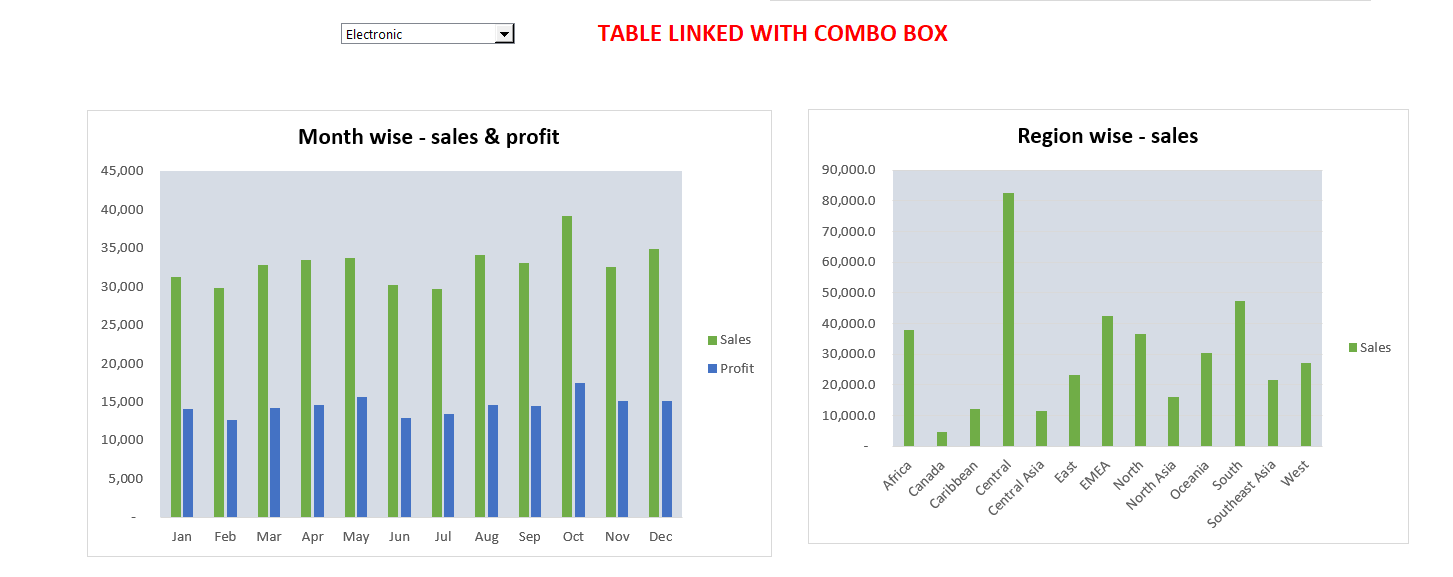 Electronic
TABLE LINKED WITH COMBO BOX
Month wise - sales & profit
45,000
40,000
35,000
30,000
25,000
20,000
15,000
10,000
5,000
-
Jan Feb Mar Apr May Jun Jul Aug Sep Oct Nov Dec
Sales
Profit
Region wise - sales
90,000.0
80,000.0
70,000.0
60,000.0
50,000.0
40,000.0
30,000.0
20,000.0
10,000.0
-
Africa
Canada
Caribbean
Central
Central Asia
East
EMEA
North
North Asia
Oceania
South
Southeast Asia
West
Sales